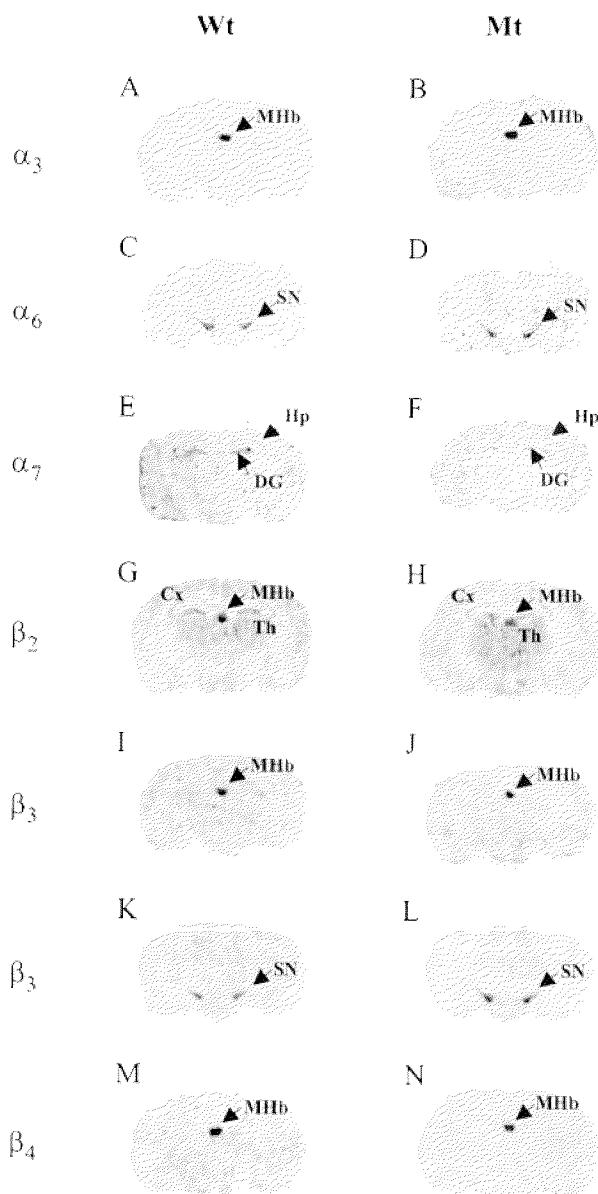 Wt Mt
A B
MHb MHb
α3
C D
SN SN
α6
E F
Hp Hp
α7
DG DG
G H
Cx MHb Cx MHb
Th Th
β2
I J
MHb MHb
β3
K L
SN SN
β3
M N
MHb MHb
β4